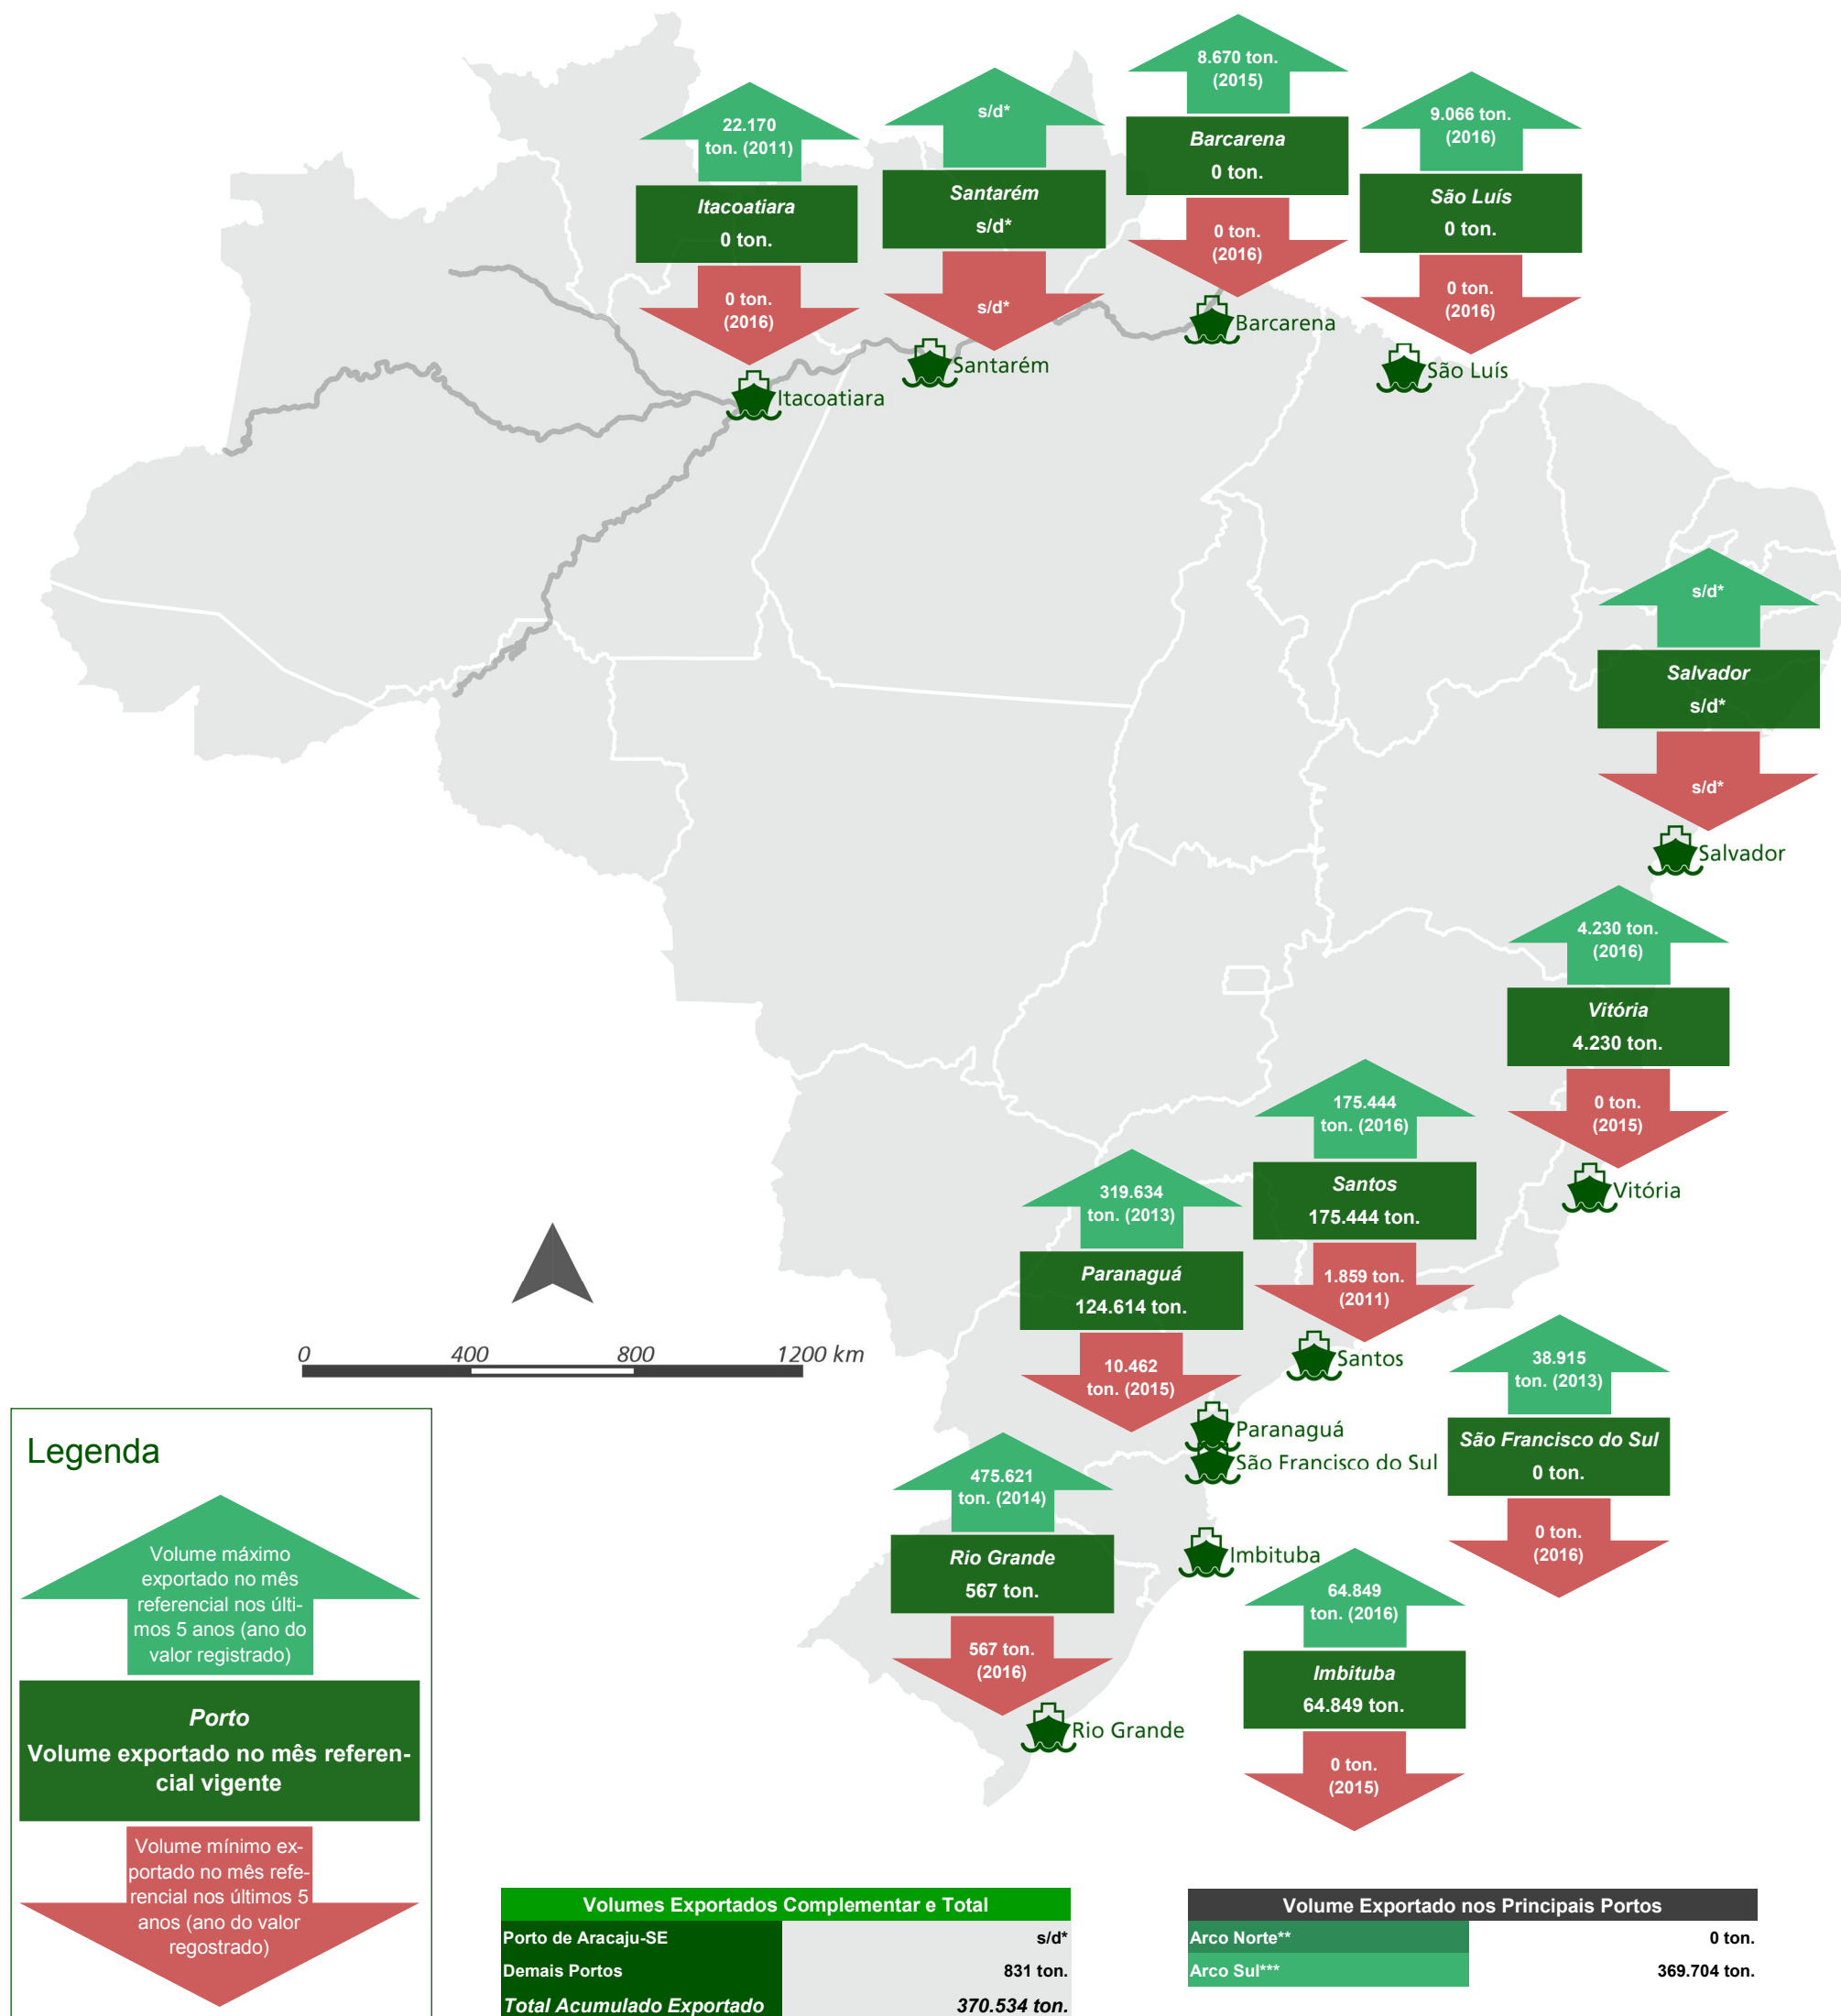 8.670 ton.
(2015)
Barcarena
0 ton.
0 ton.
(2016)
22.170
ton. (2011)
Itacoatiara
0 ton.
0 ton.
(2016)
s/d*
Santarém
s/d*
s/d*
9.066 ton.
(2016)
São Luís
0 ton.
0 ton.
(2016)
Barcarena
Santarém
São Luís
Itacoatiara
s/d*
Salvador
s/d*
s/d*
Salvador
4.230 ton.
(2016)
Vitória
4.230 ton.
0 ton.
(2015)
Vitória
175.444
ton. (2016)
Santos
175.444 ton.
1.859 ton.
(2011)
Santos
319.634
ton. (2013)
Paranaguá
124.614 ton.
10.462
ton. (2015)
Paranaguá
São Francisco do Sul
38.915
ton. (2013)
São Francisco do Sul
0 ton.
0 ton.
(2016)
0 400 800 1200 km
475.621
ton. (2014)
Rio Grande
567 ton.
567 ton.
(2016)
Rio Grande
Imbituba
64.849
ton. (2016)
Imbituba
64.849 ton.
0 ton.
(2015)
Legenda
Volume máximo
exportado no mês
referencial nos últi-
mos 5 anos (ano do
valor registrado)
Porto
Volume exportado no mês referen-
cial vigente
Volume mínimo ex-
portado no mês refe-
rencial nos últimos 5
anos (ano do valor
regostrado)
Volumes Exportados Complementar e Total
Porto de Aracaju-SE s/d*
Demais Portos 831 ton.
Total Acumulado Exportado 370.534 ton.
Volume Exportado nos Principais Portos
Arco Norte** 0 ton.
Arco Sul*** 369.704 ton.